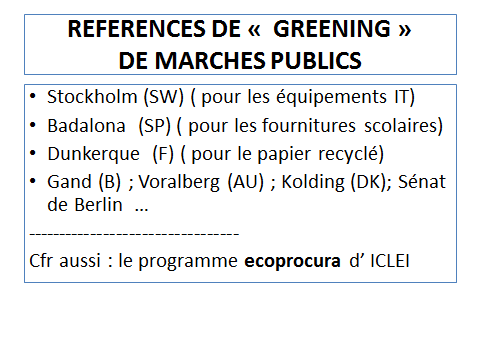 REFERENCES DE «  GREENING »
DE MARCHES PUBLICS
• Stockholm (SW) ( pour les équipements IT)
• Badalona  (SP) ( pour les fournitures scolaires)
• Dunkerque  (F) ( pour le papier recyclé)
• Gand (B) ; Voralberg (AU) ; Kolding (DK); Sénat
de Berlin  ...
----------------------------------
Cfr aussi : le programme ecoprocura d’ ICLEI